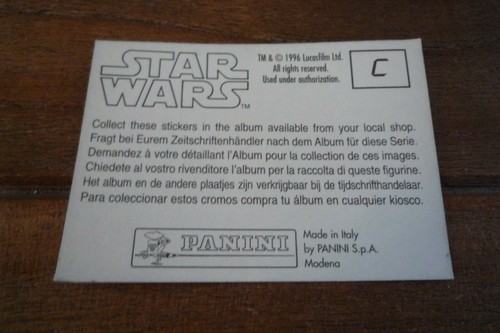 STAR
WARS TM
TM & © 1996 Lucasfilm Ltd.
All rights reserved.
Used under authorization.
C
Collect these stickers in the album available from your local shop.
Fragt bei Eurem Zeitschriftenhändler nach dem Album für diese Serie.
Demandez à votre détaillant l'Album pour la collection de ces images.
Chiedete al vostro rivenditore l'album per la raccolta di queste figurine.
Het album en de andere plaatjes zijn verkrijgbaar bij de tijdschrifthandelaar.
Para coleccionar estos cromos compra tu álbum en cualquier kiosco.
PANINI
Made in Italy
by PANINI S.p.A.
Modena